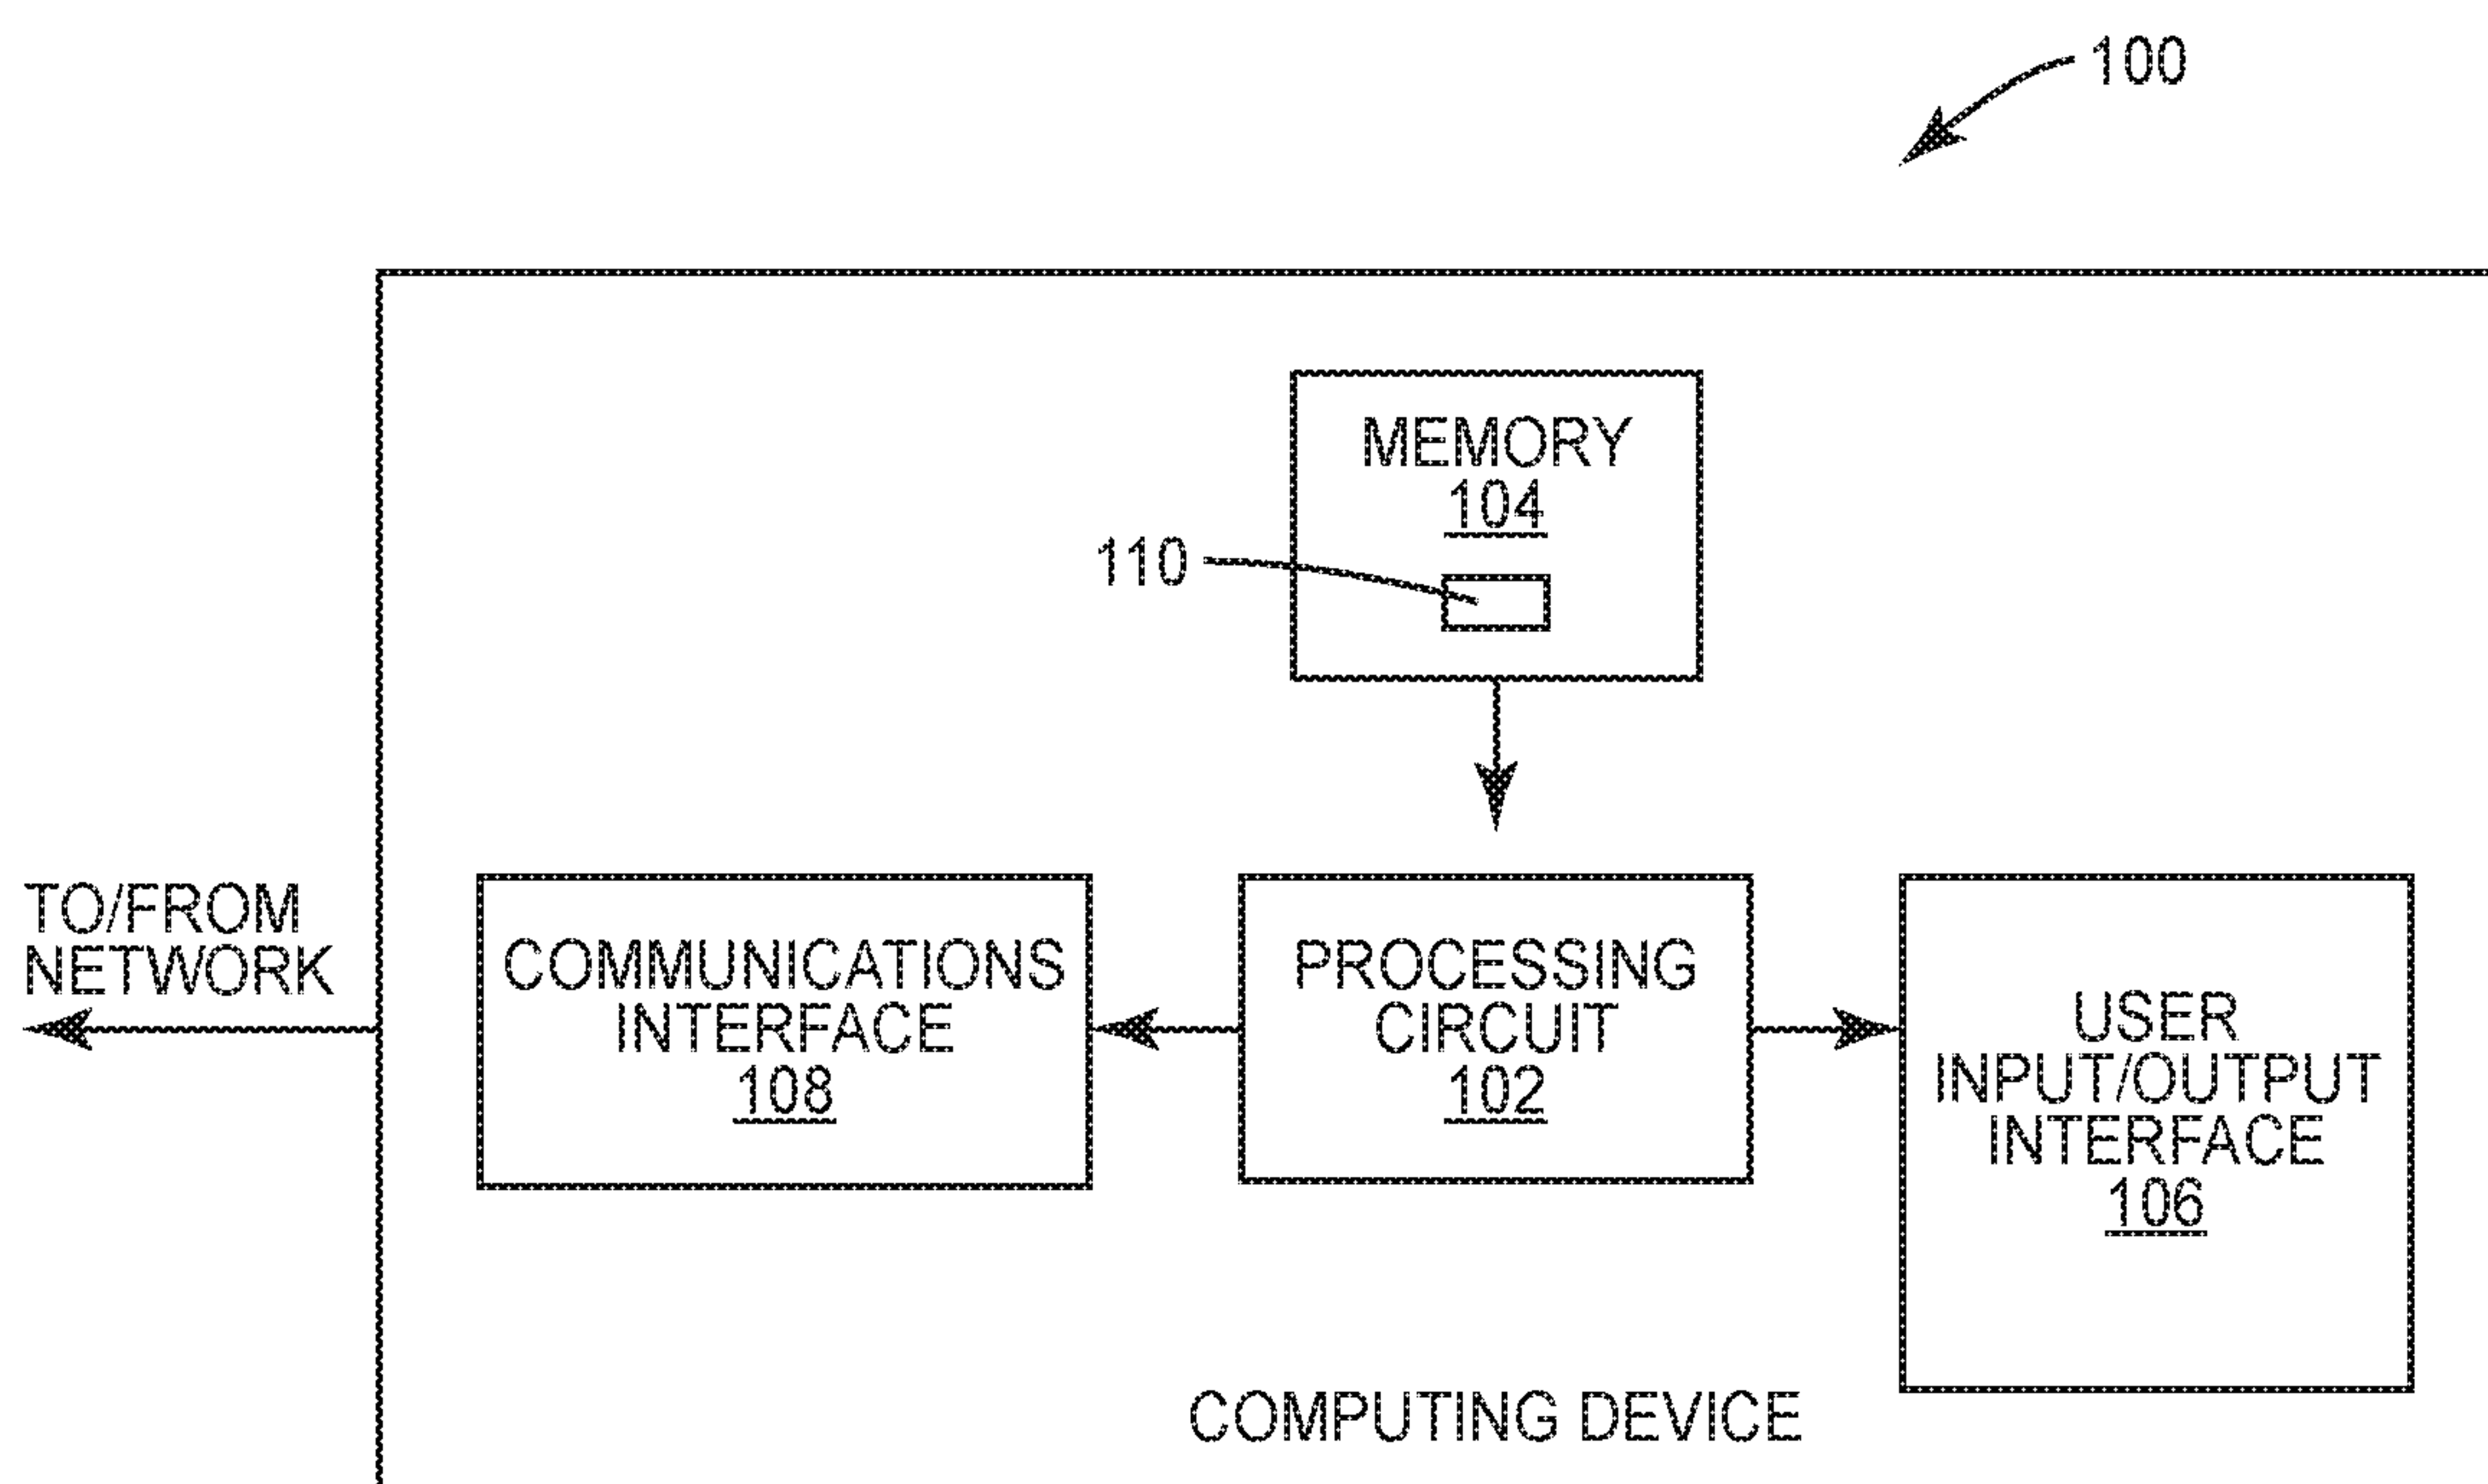 100
MEMORY
104
110
TO/FROM
NETWORK
COMMUNICATIONS
INTERFACE
108
PROCESSING
CIRCUIT
102
USER
INPUT/OUTPUT
INTERFACE
106
COMPUTING DEVICE